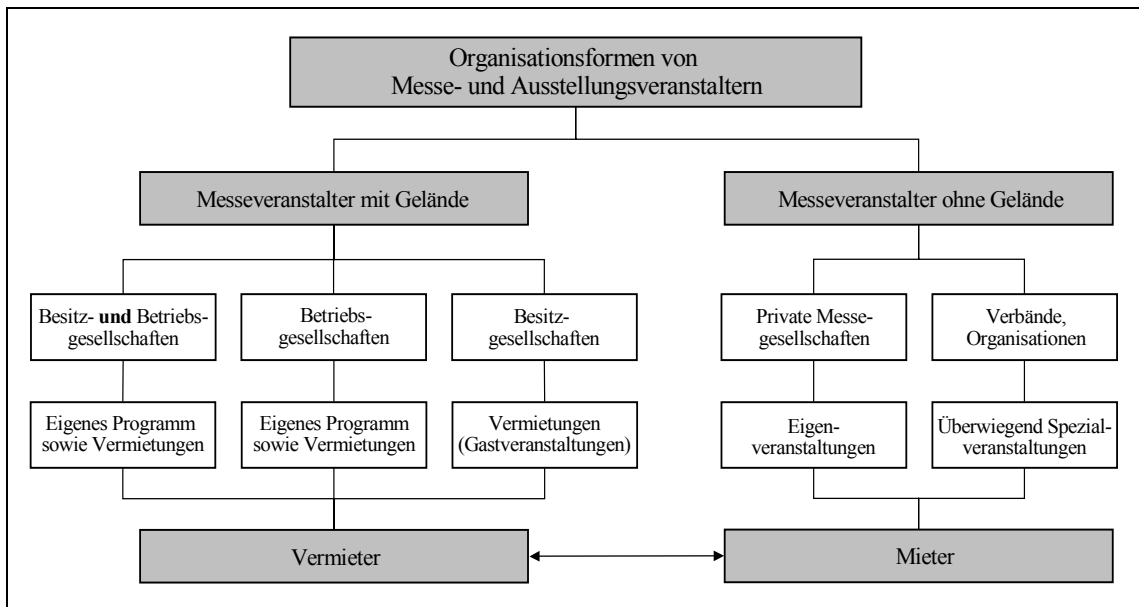 Organisationsformen von
Messe- und Ausstellungsveranstaltern
Messeveranstalter mit Gelände
Messeveranstalter ohne Gelände
Besitz- und Betriebs-
gesellschaften
Betriebs-
gesellschaften
Besitz-
gesellschaften
Private Messe-
gesellschaften
Verbände,
Organisationen
Eigenes Programm
sowie Vermietungen
Eigenes Programm
sowie Vermietungen
Vermietungen
(Gastveranstaltungen)
Eigen-
veranstaltungen
Überwiegend Spezial-
veranstaltungen
Vermieter
Mieter